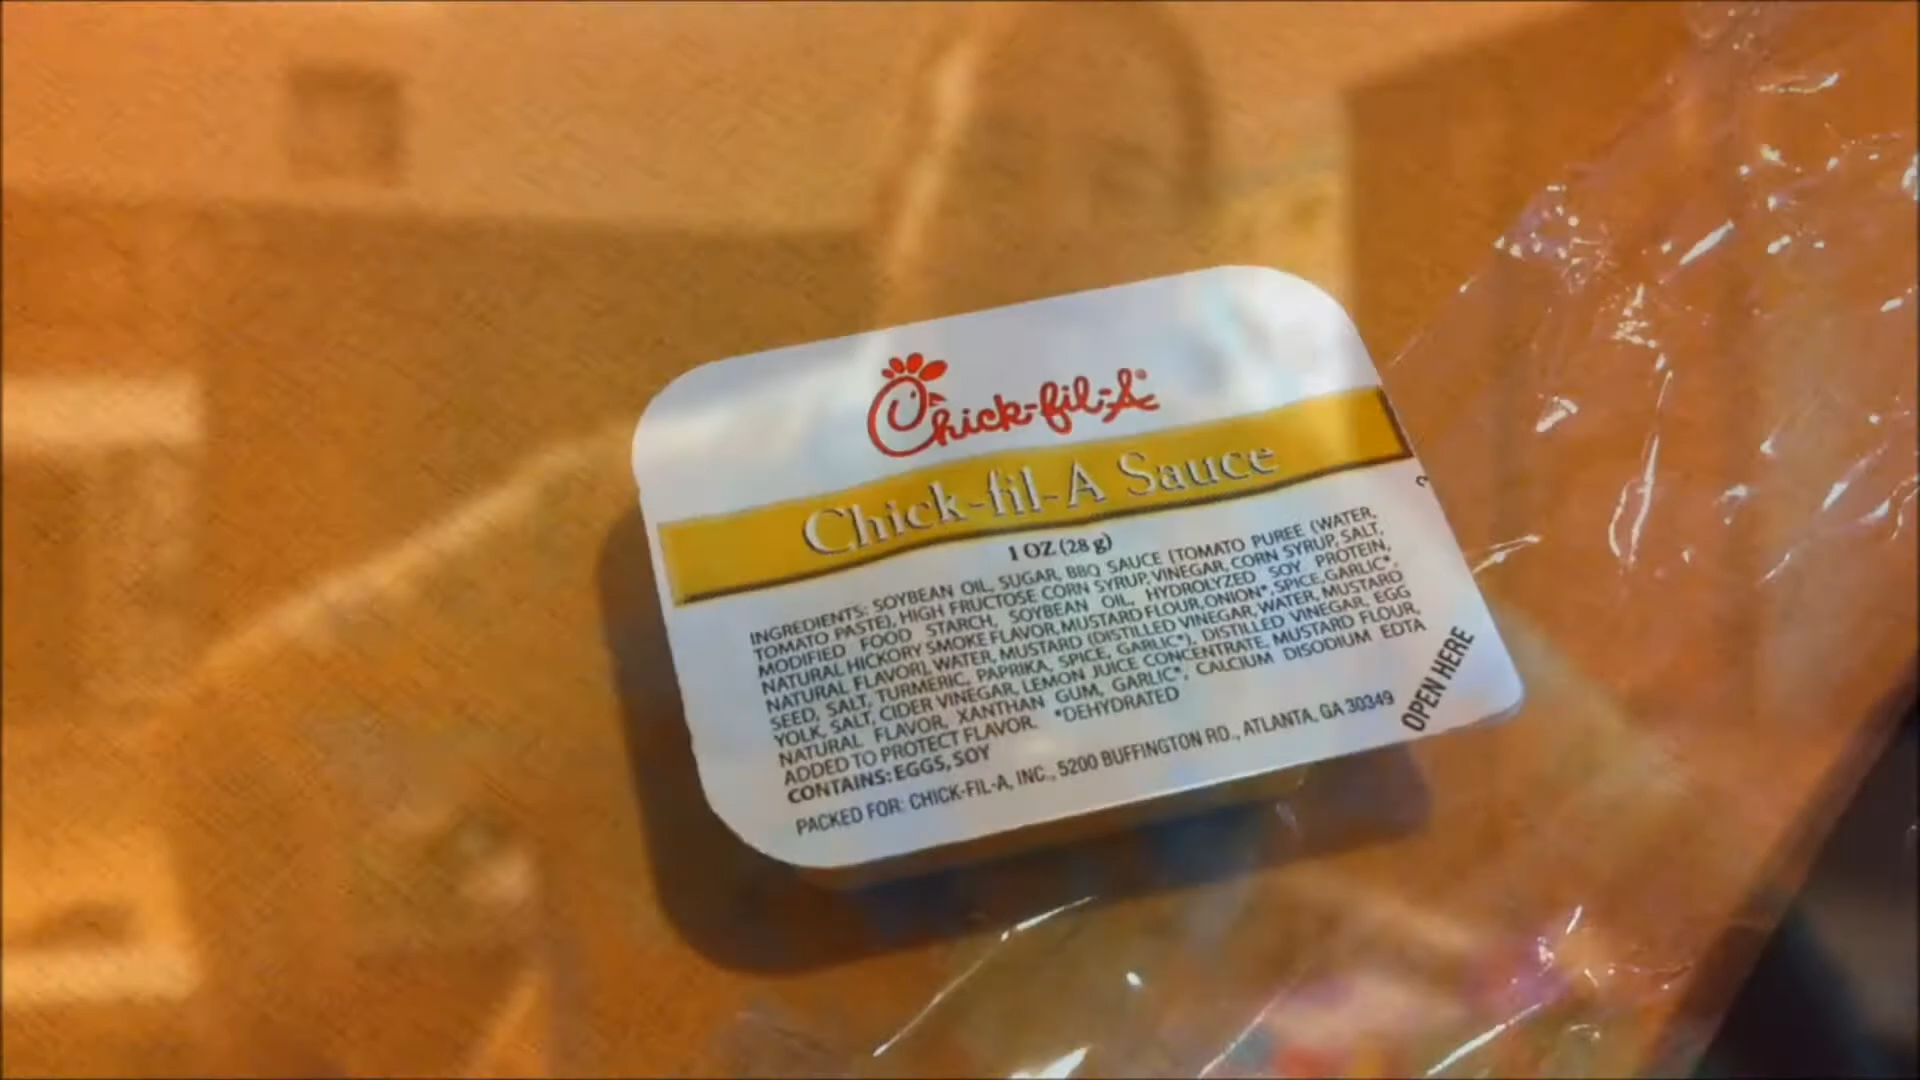 Chick-fil-A®
Chick-fil-A Sauce
1 OZ (28 g)
INGREDIENTS: SOYBEAN OIL, SUGAR, BBQ SAUCE [TOMATO PUREE (WATER,
TOMATO PASTE), HIGH FRUCTOSE CORN SYRUP, VINEGAR, CORN SYRUP, SALT,
MODIFIED FOOD STARCH, SOYBEAN OIL, HYDROLYZED SOY PROTEIN,
NATURAL HICKORY SMOKE FLAVOR, MUSTARD FLOUR, ONION*, SPICE, GARLIC*,
NATURAL FLAVOR], WATER, MUSTARD (DISTILLED VINEGAR, WATER, MUSTARD
SEED, SALT, TURMERIC, PAPRIKA, SPICE, GARLIC*), DISTILLED VINEGAR, EGG
YOLK, SALT, CIDER VINEGAR, LEMON JUICE CONCENTRATE, MUSTARD FLOUR,
NATURAL FLAVOR, XANTHAN GUM, GARLIC*, CALCIUM DISODIUM EDTA
ADDED TO PROTECT FLAVOR. *DEHYDRATED
CONTAINS: EGGS, SOY
PACKED FOR: CHICK-FIL-A, INC., 5200 BUFFINGTON RD., ATLANTA, GA 30349
OPEN HERE